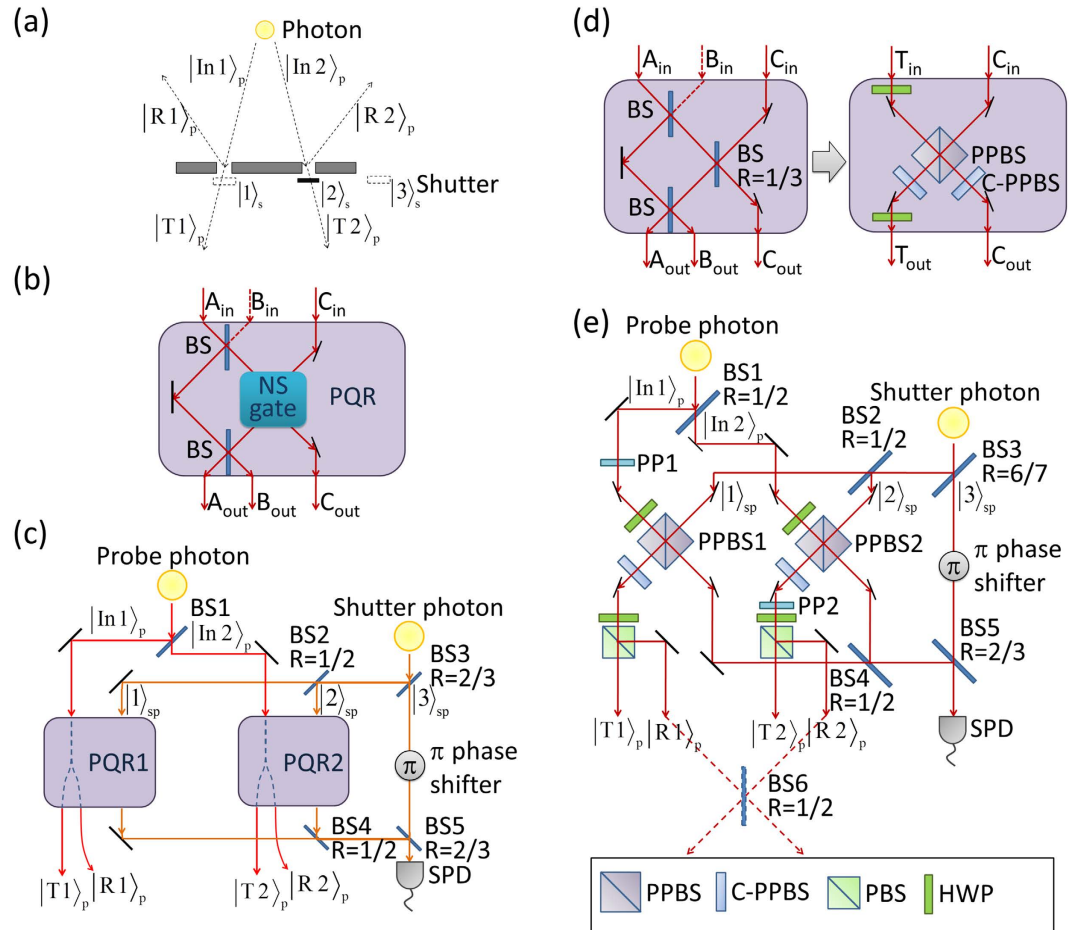 (a)
Photon
|In 1⟩p |In 2⟩p
|R 1⟩p |R 2⟩p
|1⟩s |2⟩s |3⟩s Shutter
|T 1⟩p |T 2⟩p
(b)
Ain Bin Cin
BS
NS gate
PQR
BS
Aout Bout Cout
(c)
Probe photon
|In 1⟩p |In 2⟩p
BS1
Shutter photon
BS2
R=1/2
BS3
R=2/3
|1⟩sp |2⟩sp |3⟩sp
PQR1 PQR2
π
π phase
shifter
BS4
R=1/2
BS5
R=2/3
SPD
|T 1⟩p |R 1⟩p |T 2⟩p |R 2⟩p
(d)
Ain Bin Cin
BS
BS
R=1/3
BS
Aout Bout Cout
Tin Cin
PPBS
C-PPBS
Tout Cout
(e)
Probe photon
|In 1⟩p
BS1
R=1/2
|In 2⟩p
Shutter photon
BS2
R=1/2
BS3
R=6/7
PP1
|1⟩sp |2⟩sp |3⟩sp
PPBS1 PPBS2
π
π phase
shifter
PP2
BS4
R=1/2
BS5
R=2/3
SPD
|T 1⟩p |R 1⟩p |T 2⟩p |R 2⟩p
BS6
R=1/2
PPBS C-PPBS PBS HWP